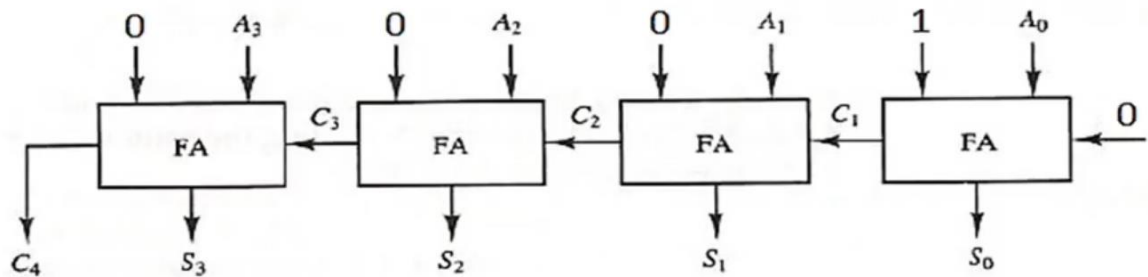 0 A₃ 0 A₂ 0 A₁ 1 A₀
C₃ C₂ C₁ 0
FA FA FA FA
C₄ S₃ S₂ S₁ S₀